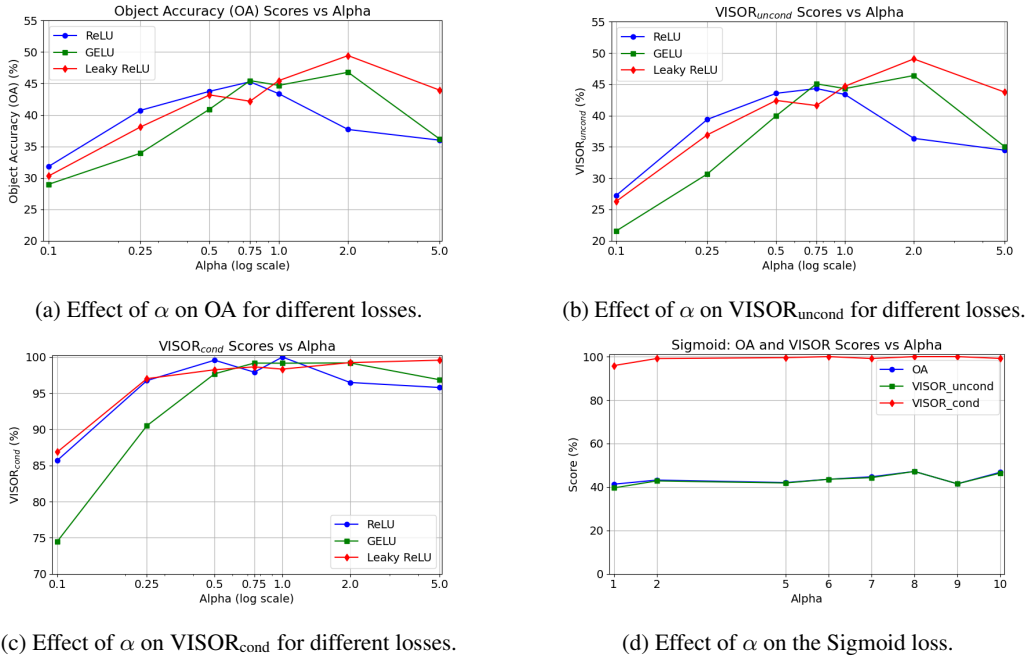 Object Accuracy (OA) Scores vs Alpha
55
50
45
40
35
30
25
20
Object Accuracy (OA) (%)
ReLU
GELU
Leaky ReLU
0.1 0.25 0.5 0.75 1.0 2.0 5.0
Alpha (log scale)
(a) Effect of α on OA for different losses.
VISOR_uncond Scores vs Alpha
55
50
45
40
35
30
25
20
VISOR_uncond (%)
ReLU
GELU
Leaky ReLU
0.1 0.25 0.5 0.75 1.0 2.0 5.0
Alpha (log scale)
(b) Effect of α on VISOR_uncond for different losses.
VISOR_cond Scores vs Alpha
100
95
90
85
80
75
70
VISOR_cond (%)
ReLU
GELU
Leaky ReLU
0.1 0.25 0.5 0.75 1.0 2.0 5.0
Alpha (log scale)
(c) Effect of α on VISOR_cond for different losses.
Sigmoid: OA and VISOR Scores vs Alpha
100
80
60
40
20
0
Score (%)
OA
VISOR_uncond
VISOR_cond
1 2 5 6 7 8 9 10
Alpha
(d) Effect of α on the Sigmoid loss.